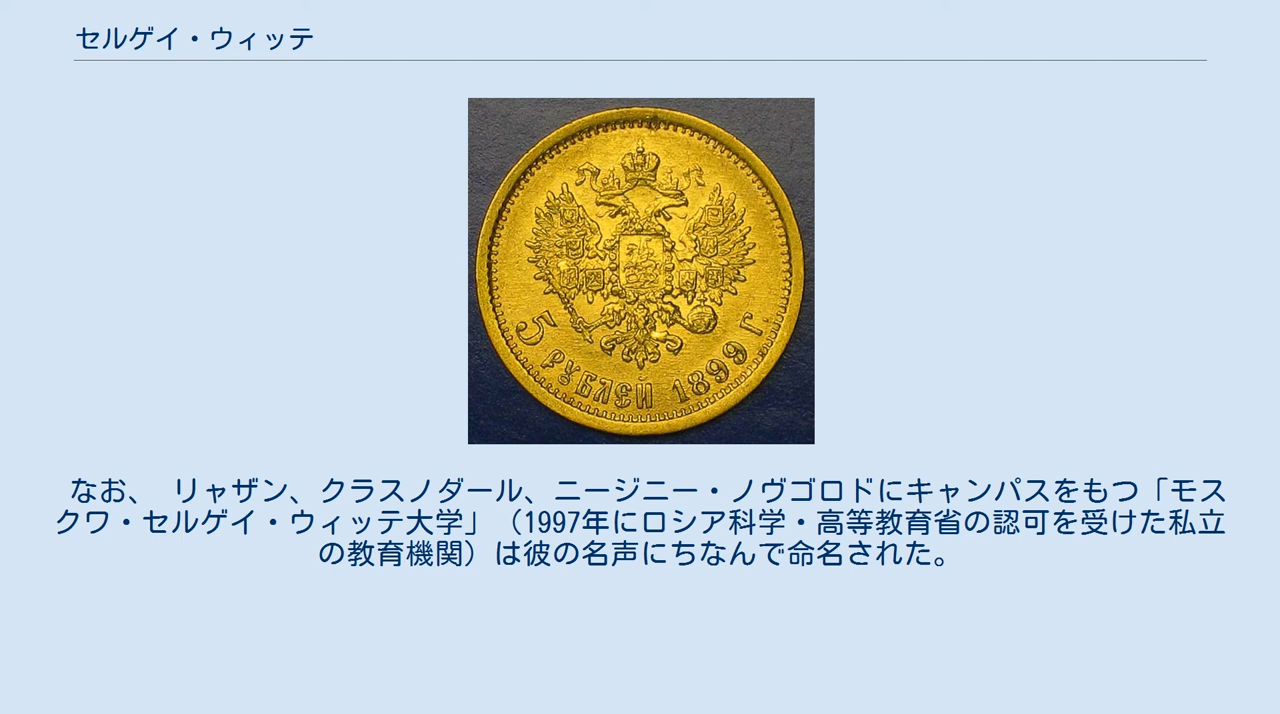 セルゲイ・ウィッテ
5 РУБЛЕЙ 1899 Г.
なお、 リャザン、クラスノダール、ニージニー・ノヴゴロドにキャンパスをもつ「モス
クワ・セルゲイ・ウィッテ大学」（1997年にロシア科学・高等教育省の認可を受けた私立
の教育機関）は彼の名声にちなんで命名された。